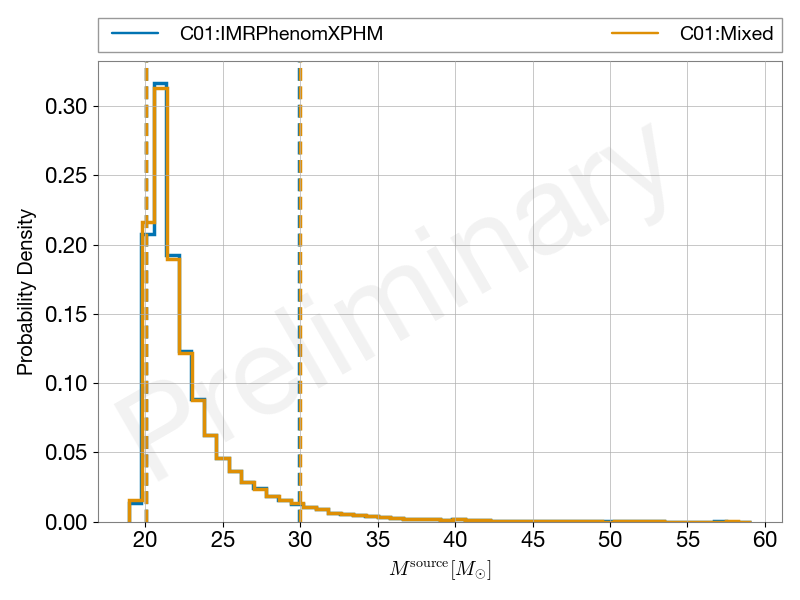 C01:IMRPhenomXPHM C01:Mixed
Probability Density
0.30
0.25
0.20
0.15
0.10
0.05
0.00
Preliminary
20 25 30 35 40 45 50 55 60
M^source [M_⊙]